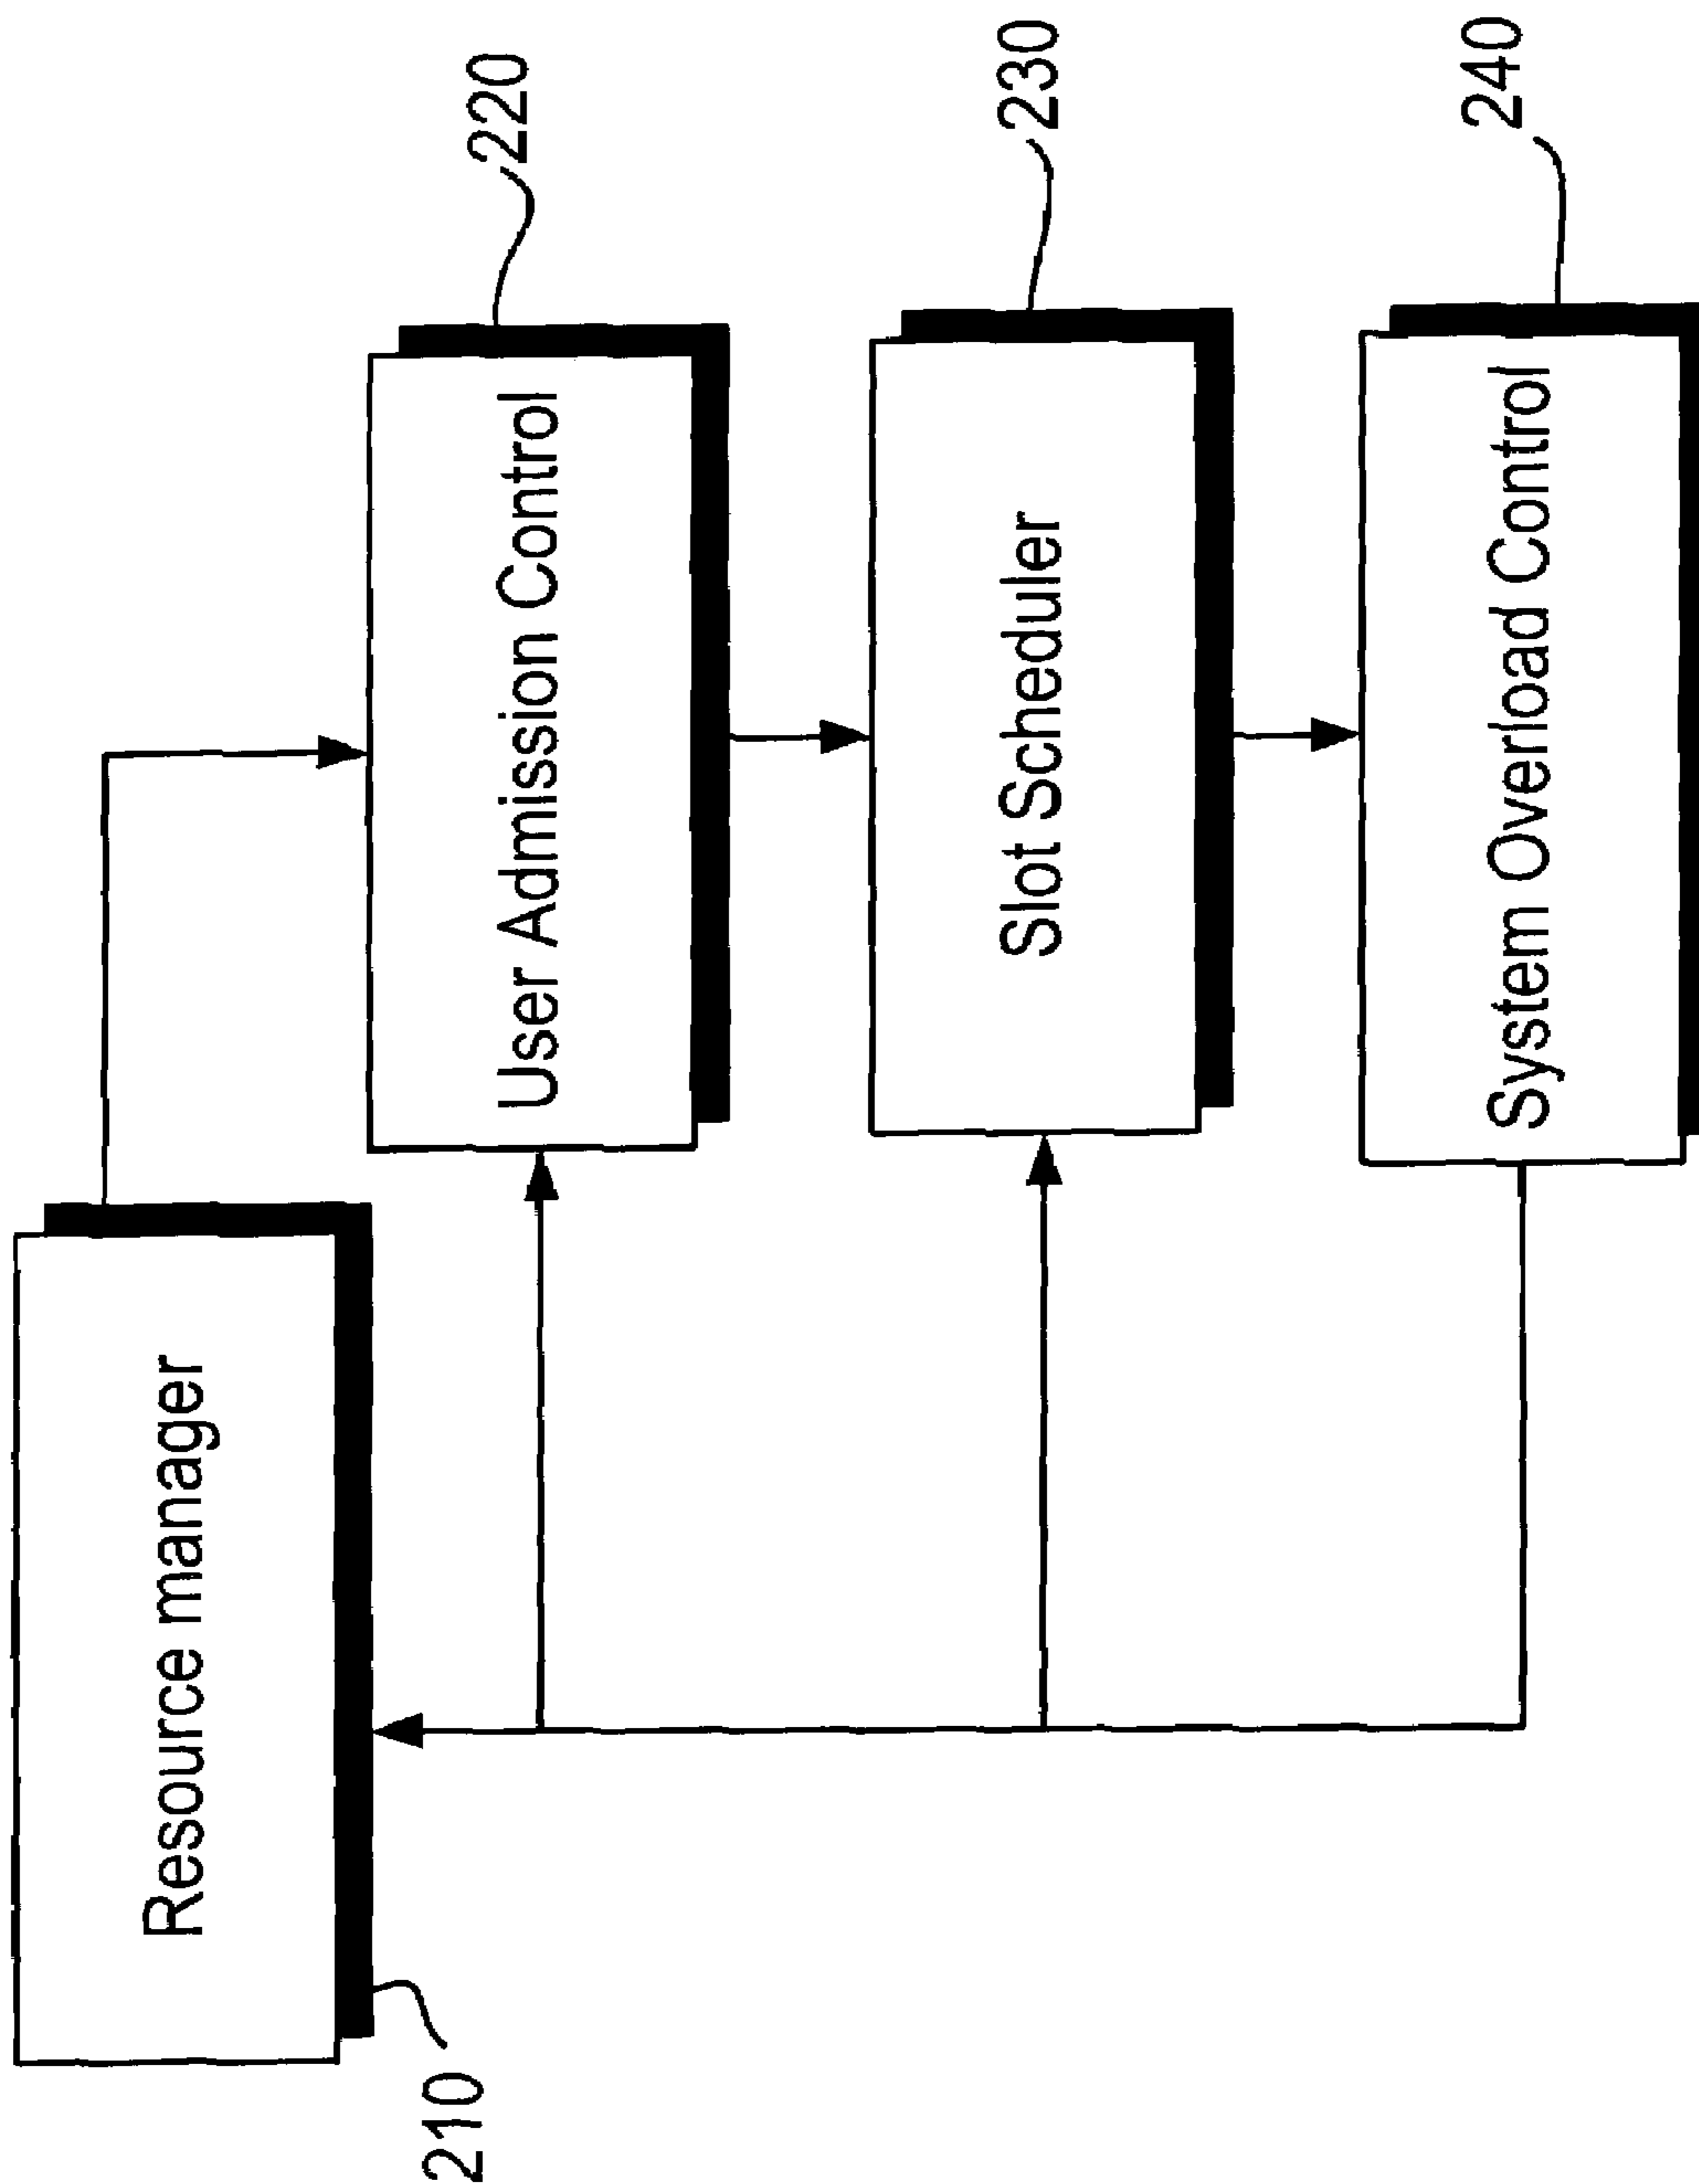 Resource manager
210
User Admission Control
220
Slot Scheduler
230
System Overload Control
240